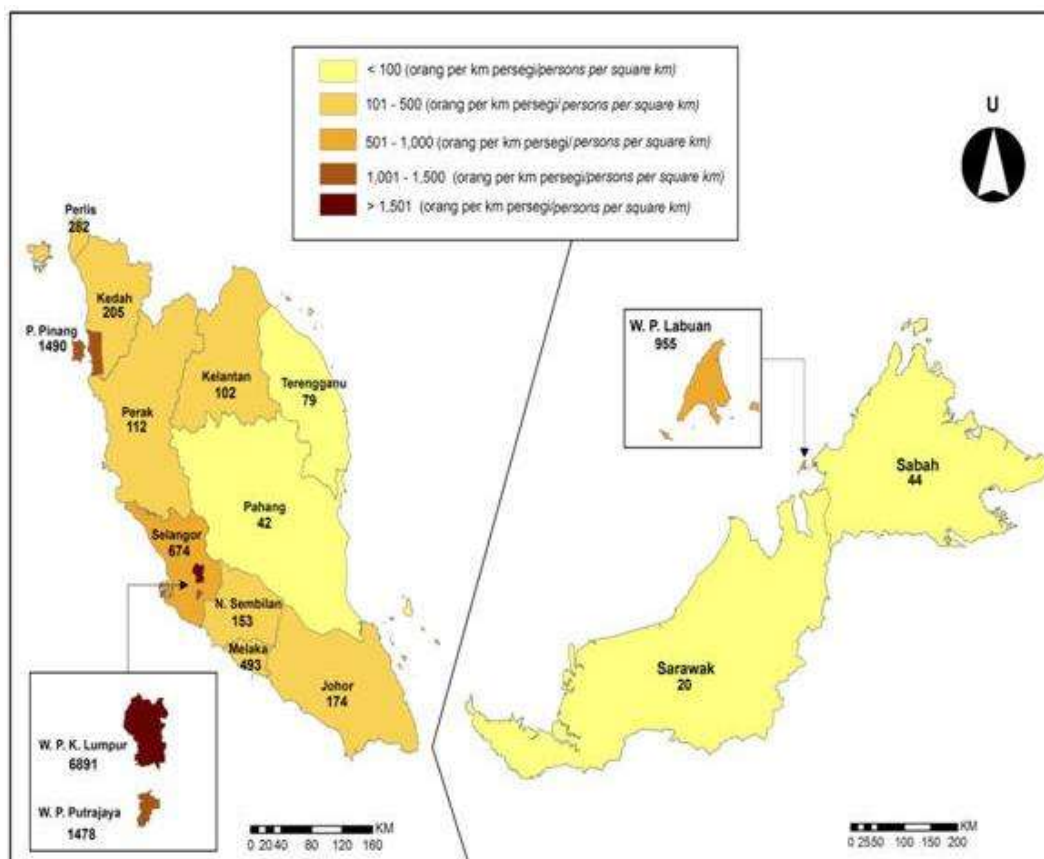 < 100 (orang per km persegi/persons per square km)
101 - 500 (orang per km persegi/persons per square km)
501 - 1,000 (orang per km persegi/persons per square km)
1,001 - 1,500 (orang per km persegi/persons per square km)
> 1,501 (orang per km persegi/persons per square km)
U
Perlis
282
Kedah
205
P. Pinang
1490
Perak
112
Kelantan
102
Terengganu
79
Pahang
42
Selangor
674
N. Sembilan
153
Melaka
493
Johor
174
W. P. K. Lumpur
6891
W. P. Putrajaya
1478
KM
0 20 40 80 120 160
W. P. Labuan
955
Sabah
44
Sarawak
20
KM
0 25 50 100 150 200